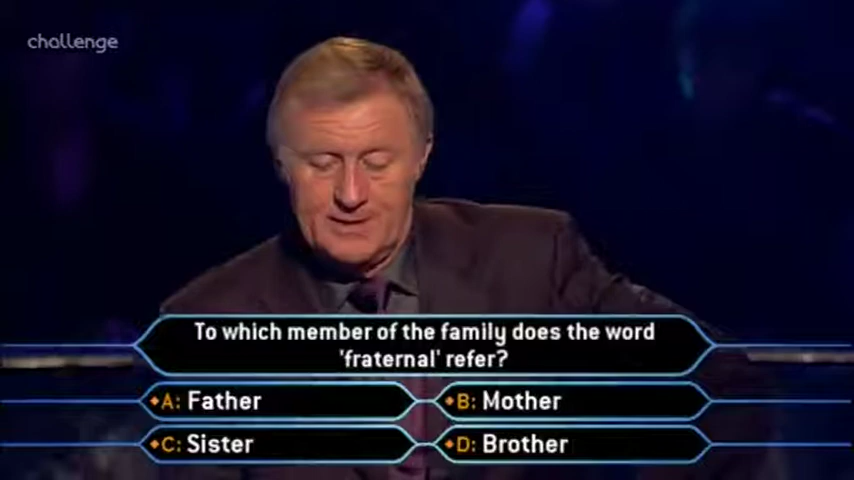 challenge
To which member of the family does the word
'fraternal' refer?
A: Father
B: Mother
C: Sister
D: Brother